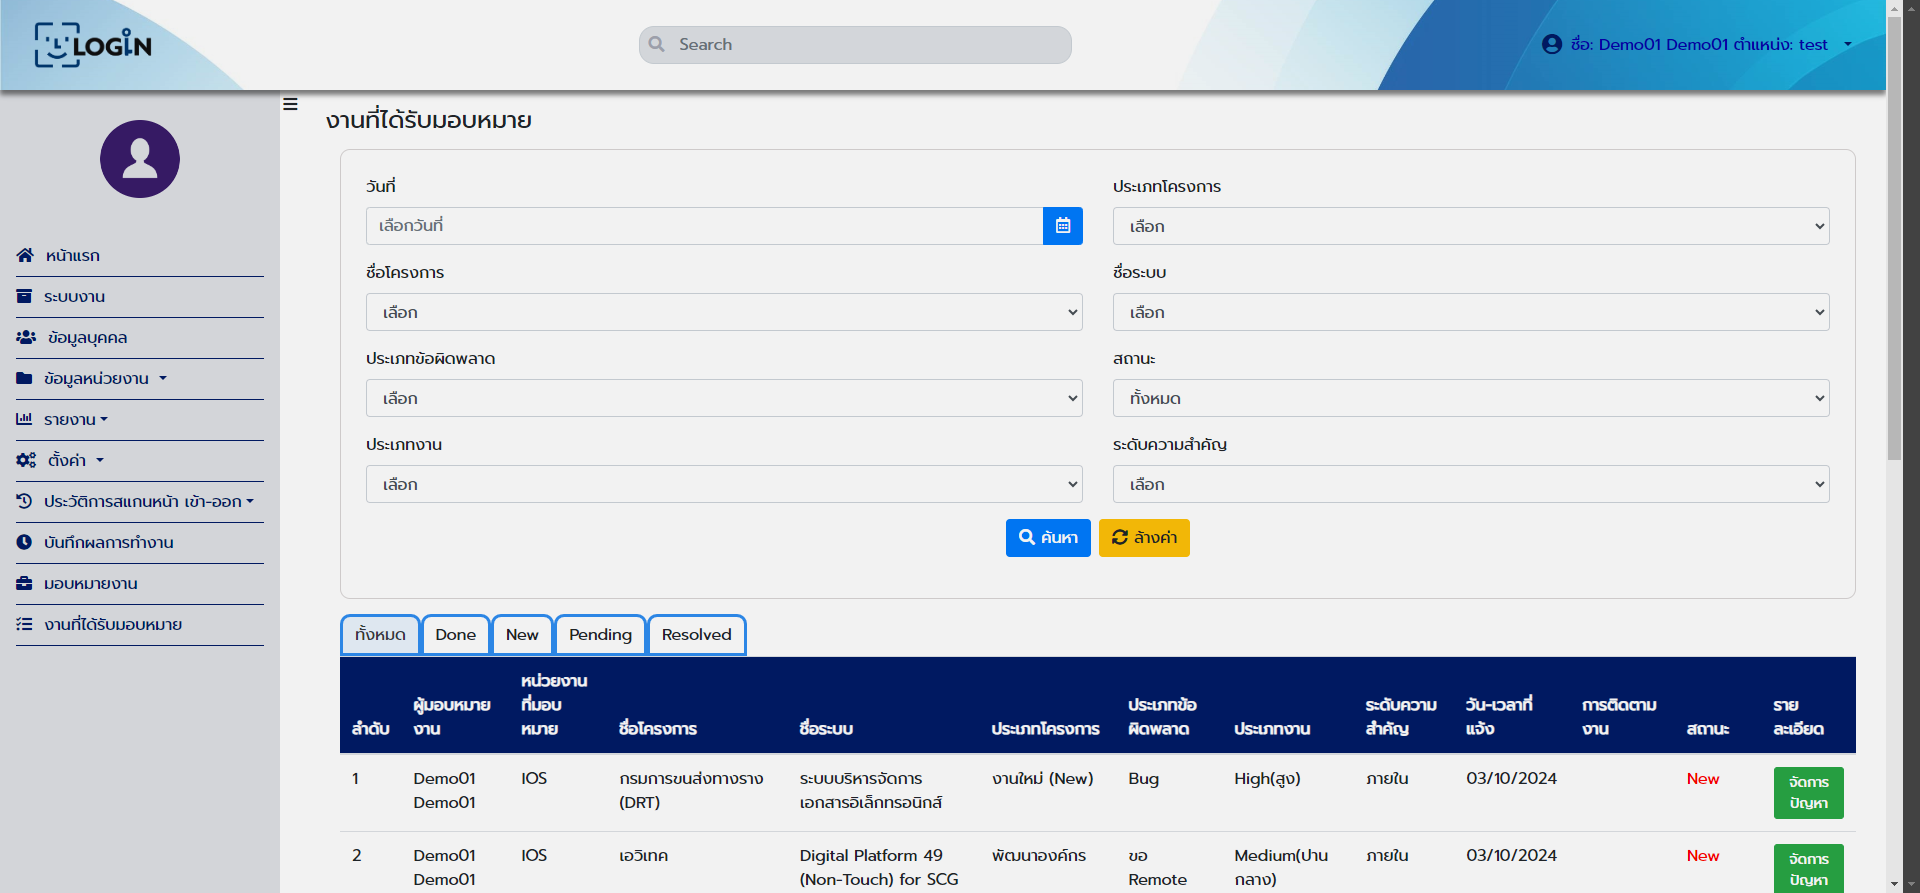 LOGIN
Search
ชื่อ: Demo01 Demo01 ตำแหน่ง: test
งานที่ได้รับมอบหมาย
หน้าแรก
ระบบงาน
ข้อมูลบุคคล
ข้อมูลหน่วยงาน
รายงาน
ตั้งค่า
ประวัติการสแกนหน้า เข้า-ออก
บันทึกผลการทำงาน
มอบหมายงาน
งานที่ได้รับมอบหมาย
วันที่
เลือกวันที่
ประเภทโครงการ
เลือก
ชื่อโครงการ
เลือก
ชื่อระบบ
เลือก
ประเภทข้อผิดพลาด
เลือก
สถานะ
ทั้งหมด
ประเภทงาน
เลือก
ระดับความสำคัญ
เลือก
ค้นหา
ล้างค่า
ทั้งหมด
Done
New
Pending
Resolved
ลำดับ
ผู้มอบหมาย
งาน
หน่วยงาน
ที่มอบ
หมาย
ชื่อโครงการ
ชื่อระบบ
ประเภทโครงการ
ประเภทข้อ
ผิดพลาด
ประเภทงาน
ระดับความ
สำคัญ
วัน-เวลาที่
แจ้ง
การติดตาม
งาน
สถานะ
ราย
ละเอียด
1
Demo01
Demo01
IOS
กรมการขนส่งทางราง
(DRT)
ระบบบริหารจัดการ
เอกสารอิเล็กทรอนิกส์
งานใหม่ (New)
Bug
High(สูง)
ภายใน
03/10/2024
New
จัดการ
ปัญหา
2
Demo01
Demo01
IOS
เอวิเทค
Digital Platform 49
(Non-Touch) for SCG
พัฒนาองค์กร
ขอ
Remote
Medium(ปาน
กลาง)
ภายใน
03/10/2024
New
จัดการ
ปัญหา